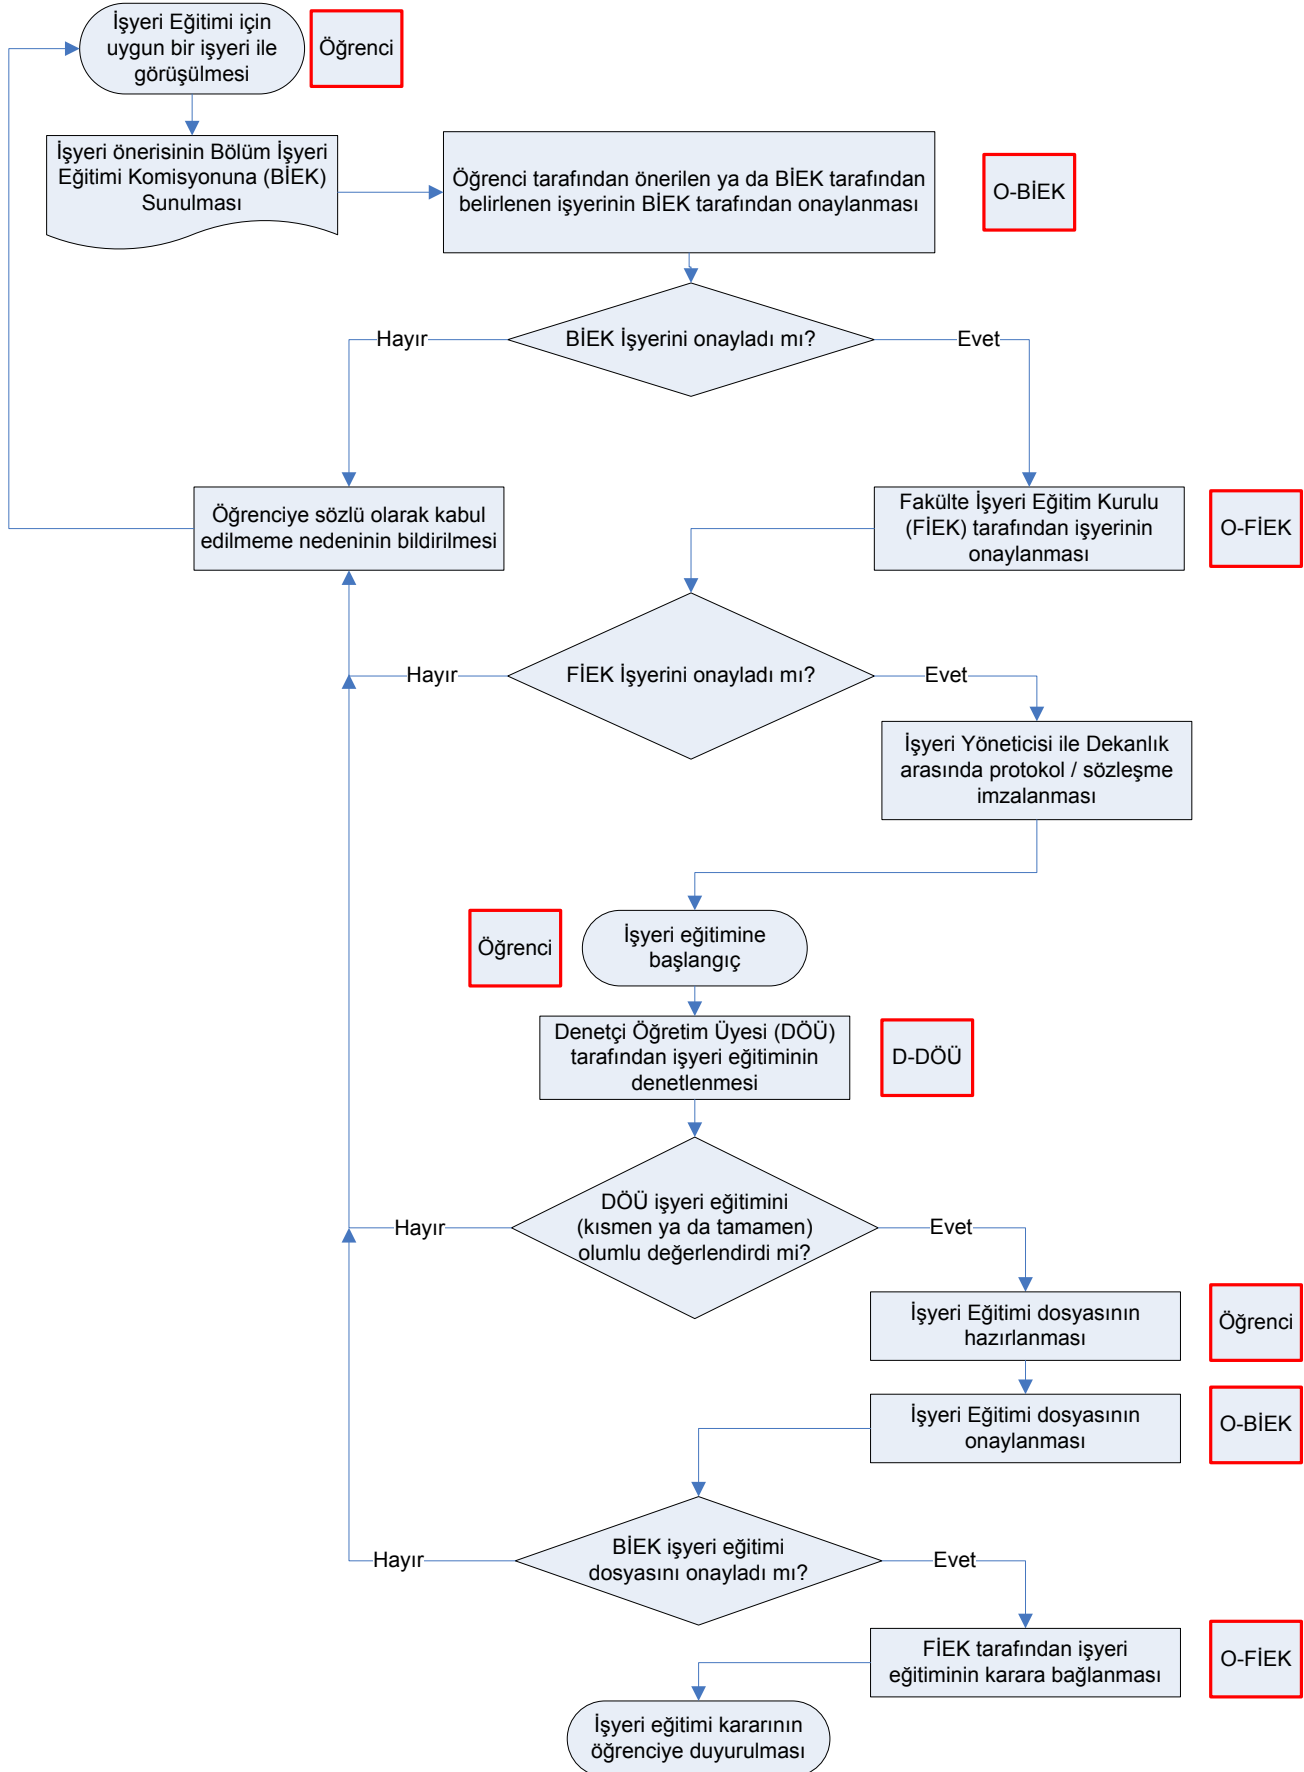 İşyeri Eğitimi için
uygun bir işyeri ile
görüşülmesi
Öğrenci
İşyeri önerisinin Bölüm İşyeri
Eğitimi Komisyonuna (BİEK)
Sunulması
Öğrenci tarafından önerilen ya da BİEK tarafından
belirlenen işyerinin BİEK tarafından onaylanması
O-BİEK
BİEK İşyerini onayladı mı?
Hayır
Evet
Öğrenciye sözlü olarak kabul
edilmeme nedeninin bildirilmesi
Fakülte İşyeri Eğitim Kurulu
(FİEK) tarafından işyerinin
onaylanması
O-FİEK
FİEK İşyerini onayladı mı?
Hayır
Evet
İşyeri Yöneticisi ile Dekanlık
arasında protokol / sözleşme
imzalanması
Öğrenci
İşyeri eğitimine
başlangıç
Denetçi Öğretim Üyesi (DÖÜ)
tarafından işyeri eğitiminin
denetlenmesi
D-DÖÜ
DÖÜ işyeri eğitimini
(kısmen ya da tamamen)
olumlu değerlendirdi mi?
Hayır
Evet
İşyeri Eğitimi dosyasının
hazırlanması
Öğrenci
İşyeri Eğitimi dosyasının
onaylanması
O-BİEK
BİEK işyeri eğitimi
dosyasını onayladı mı?
Hayır
Evet
FİEK tarafından işyeri
eğitiminin karara bağlanması
O-FİEK
İşyeri eğitimi kararının
öğrenciye duyurulması